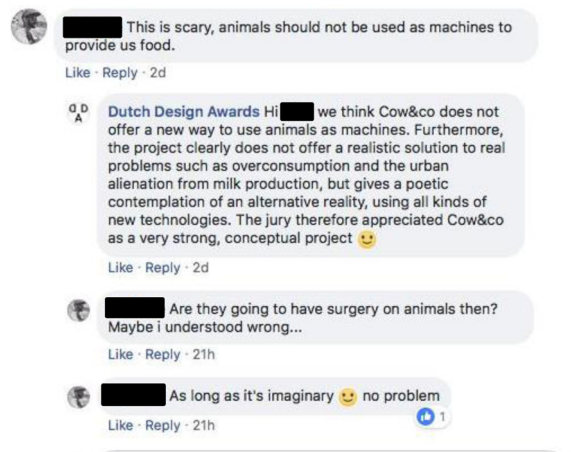 This is scary, animals should not be used as machines to
provide us food.
Like · Reply · 2d
Dutch Design Awards Hi we think Cow&co does not
offer a new way to use animals as machines. Furthermore,
the project clearly does not offer a realistic solution to real
problems such as overconsumption and the urban
alienation from milk production, but gives a poetic
contemplation of an alternative reality, using all kinds of
new technologies. The jury therefore appreciated Cow&co
as a very strong, conceptual project
Like · Reply · 2d
Are they going to have surgery on animals then?
Maybe i understood wrong...
Like · Reply · 21h
As long as it's imaginary 🙂 no problem
1
Like · Reply · 21h